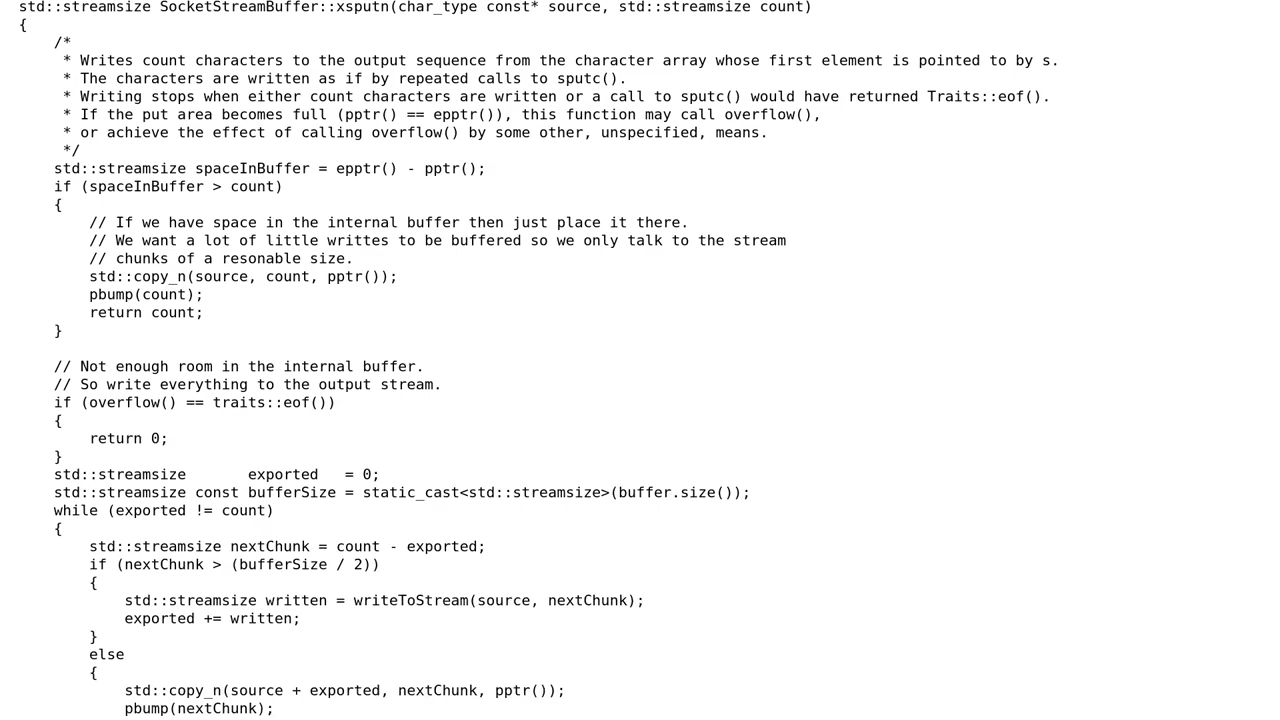 std::streamsize SocketStreamBuffer::xsputn(char_type const* source, std::streamsize count)
{
    /*
     * Writes count characters to the output sequence from the character array whose first element is pointed to by s.
     * The characters are written as if by repeated calls to sputc().
     * Writing stops when either count characters are written or a call to sputc() would have returned Traits::eof().
     * If the put area becomes full (pptr() == epptr()), this function may call overflow(),
     * or achieve the effect of calling overflow() by some other, unspecified, means.
     */
    std::streamsize spaceInBuffer = epptr() - pptr();
    if (spaceInBuffer > count)
    {
        // If we have space in the internal buffer then just place it there.
        // We want a lot of little writtes to be buffered so we only talk to the stream
        // chunks of a resonable size.
        std::copy_n(source, count, pptr());
        pbump(count);
        return count;
    }

    // Not enough room in the internal buffer.
    // So write everything to the output stream.
    if (overflow() == traits::eof())
    {
        return 0;
    }
    std::streamsize       exported   = 0;
    std::streamsize const bufferSize = static_cast<std::streamsize>(buffer.size());
    while (exported != count)
    {
        std::streamsize nextChunk = count - exported;
        if (nextChunk > (bufferSize / 2))
        {
            std::streamsize written = writeToStream(source, nextChunk);
            exported += written;
        }
        else
        {
            std::copy_n(source + exported, nextChunk, pptr());
            pbump(nextChunk);